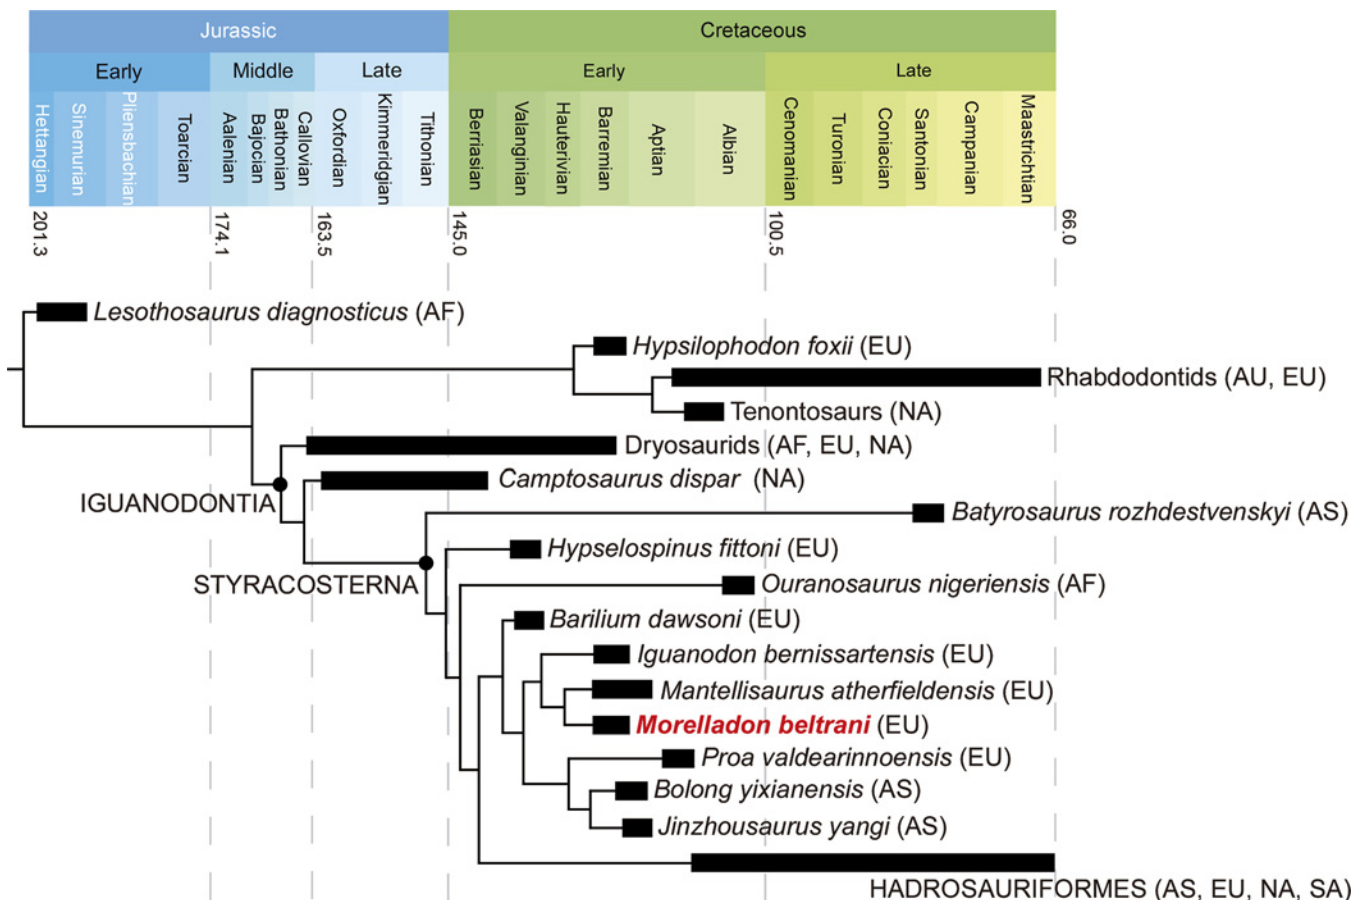 Jurassic Cretaceous
Early Middle Late Early Late
Hettangian Sinemurian Pliensbachian Toarcian Aalenian Bajocian Bathonian Callovian Oxfordian Kimmeridgian Tithonian Berriasian Valanginian Hauterivian Barremian Aptian Albian Cenomanian Turonian Coniacian Santonian Campanian Maastrichtian
201.3 174.1 163.5 145.0 100.5 66.0
Lesothosaurus diagnosticus (AF)
Hypsilophodon foxii (EU)
Rhabdodontids (AU, EU)
Tenontosaurs (NA)
Dryosaurids (AF, EU, NA)
Camptosaurus dispar (NA)
IGUANODONTIA
Batyrosaurus rozhdestvenskyi (AS)
Hypselospinus fittoni (EU)
STYRACOSTERNA
Ouranosaurus nigeriensis (AF)
Barilium dawsoni (EU)
Iguanodon bernissartensis (EU)
Mantellisaurus atherfieldensis (EU)
Morelladon beltrani (EU)
Proa valdearinnoensis (EU)
Bolong yixianensis (AS)
Jinzhousaurus yangi (AS)
HADROSAURIFORMES (AS, EU, NA, SA)